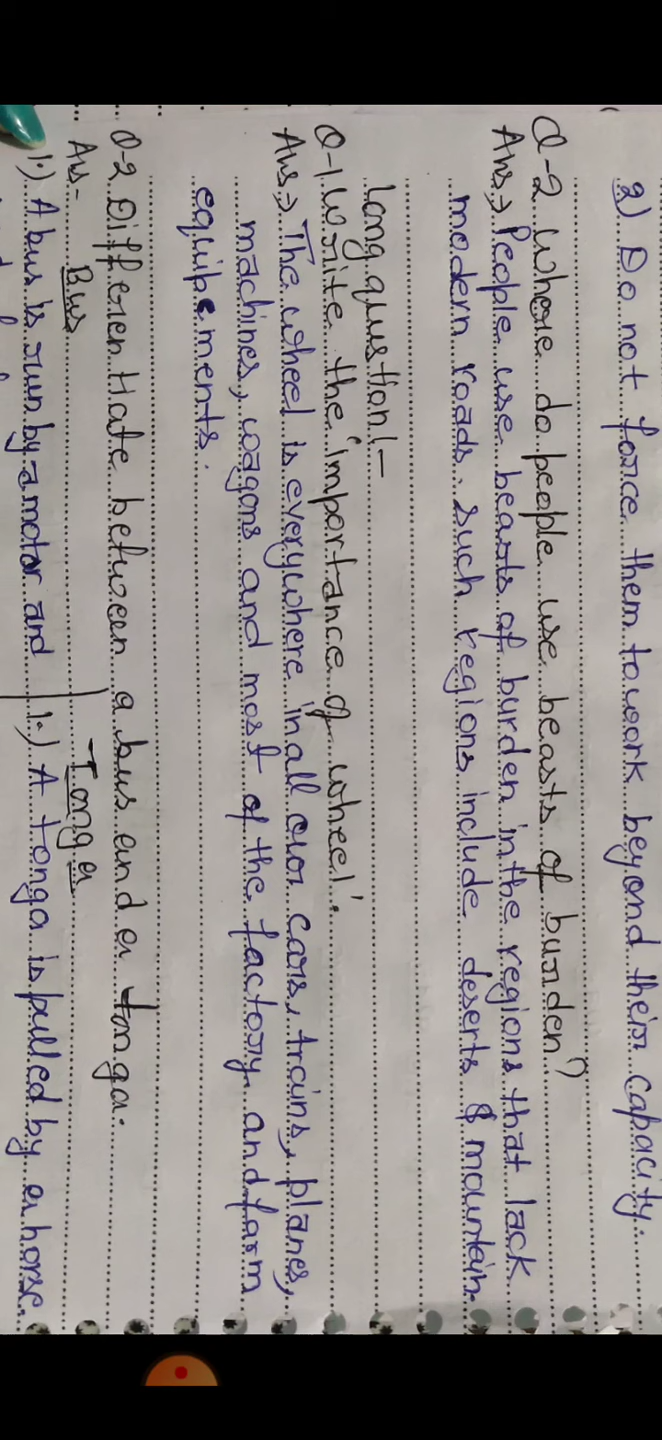 2) Do not force them to work beyond their capacity.
Q-2 Where do people use beasts of burden?
Ans → People use beasts of burden in the regions that lack
modern roads. Such regions include deserts & mountain.
Long question :-
Q-1 Write the importance of wheel'.
Ans → The wheel is everywhere in all our cars, trains, planes,
machines, wagons and most of the factory and farm
equipements.
Q-2 Differentiate between a bus and a tonga.
Ans- Bus Tonga
1.) A bus is run by a motor and 1.) A tonga is pulled by a horse.